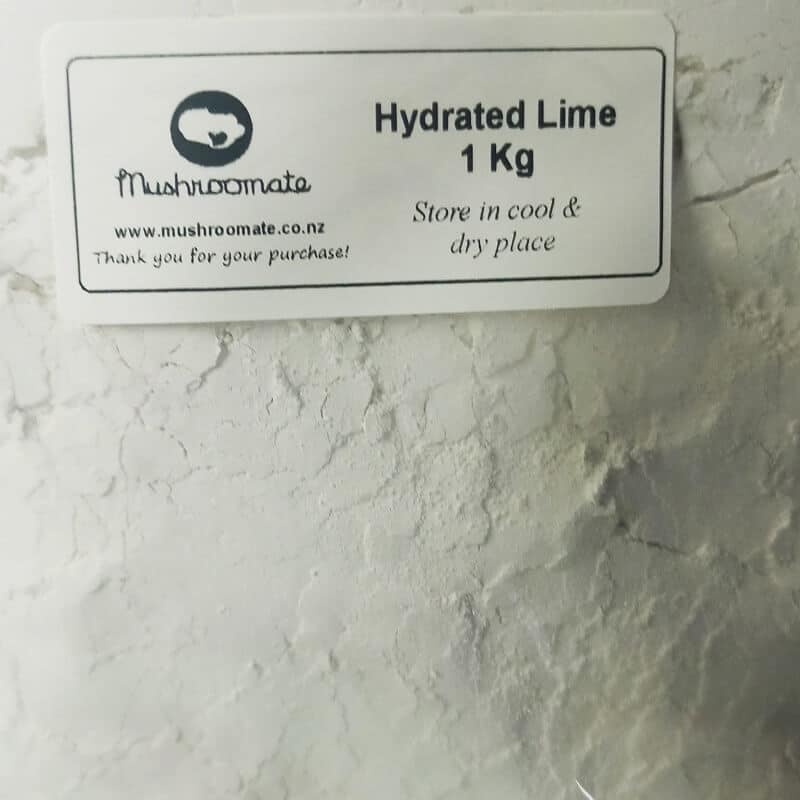 Mushroomate
www.mushroomate.co.nz
Thank you for your purchase!
Hydrated Lime
1 Kg
Store in cool &
dry place